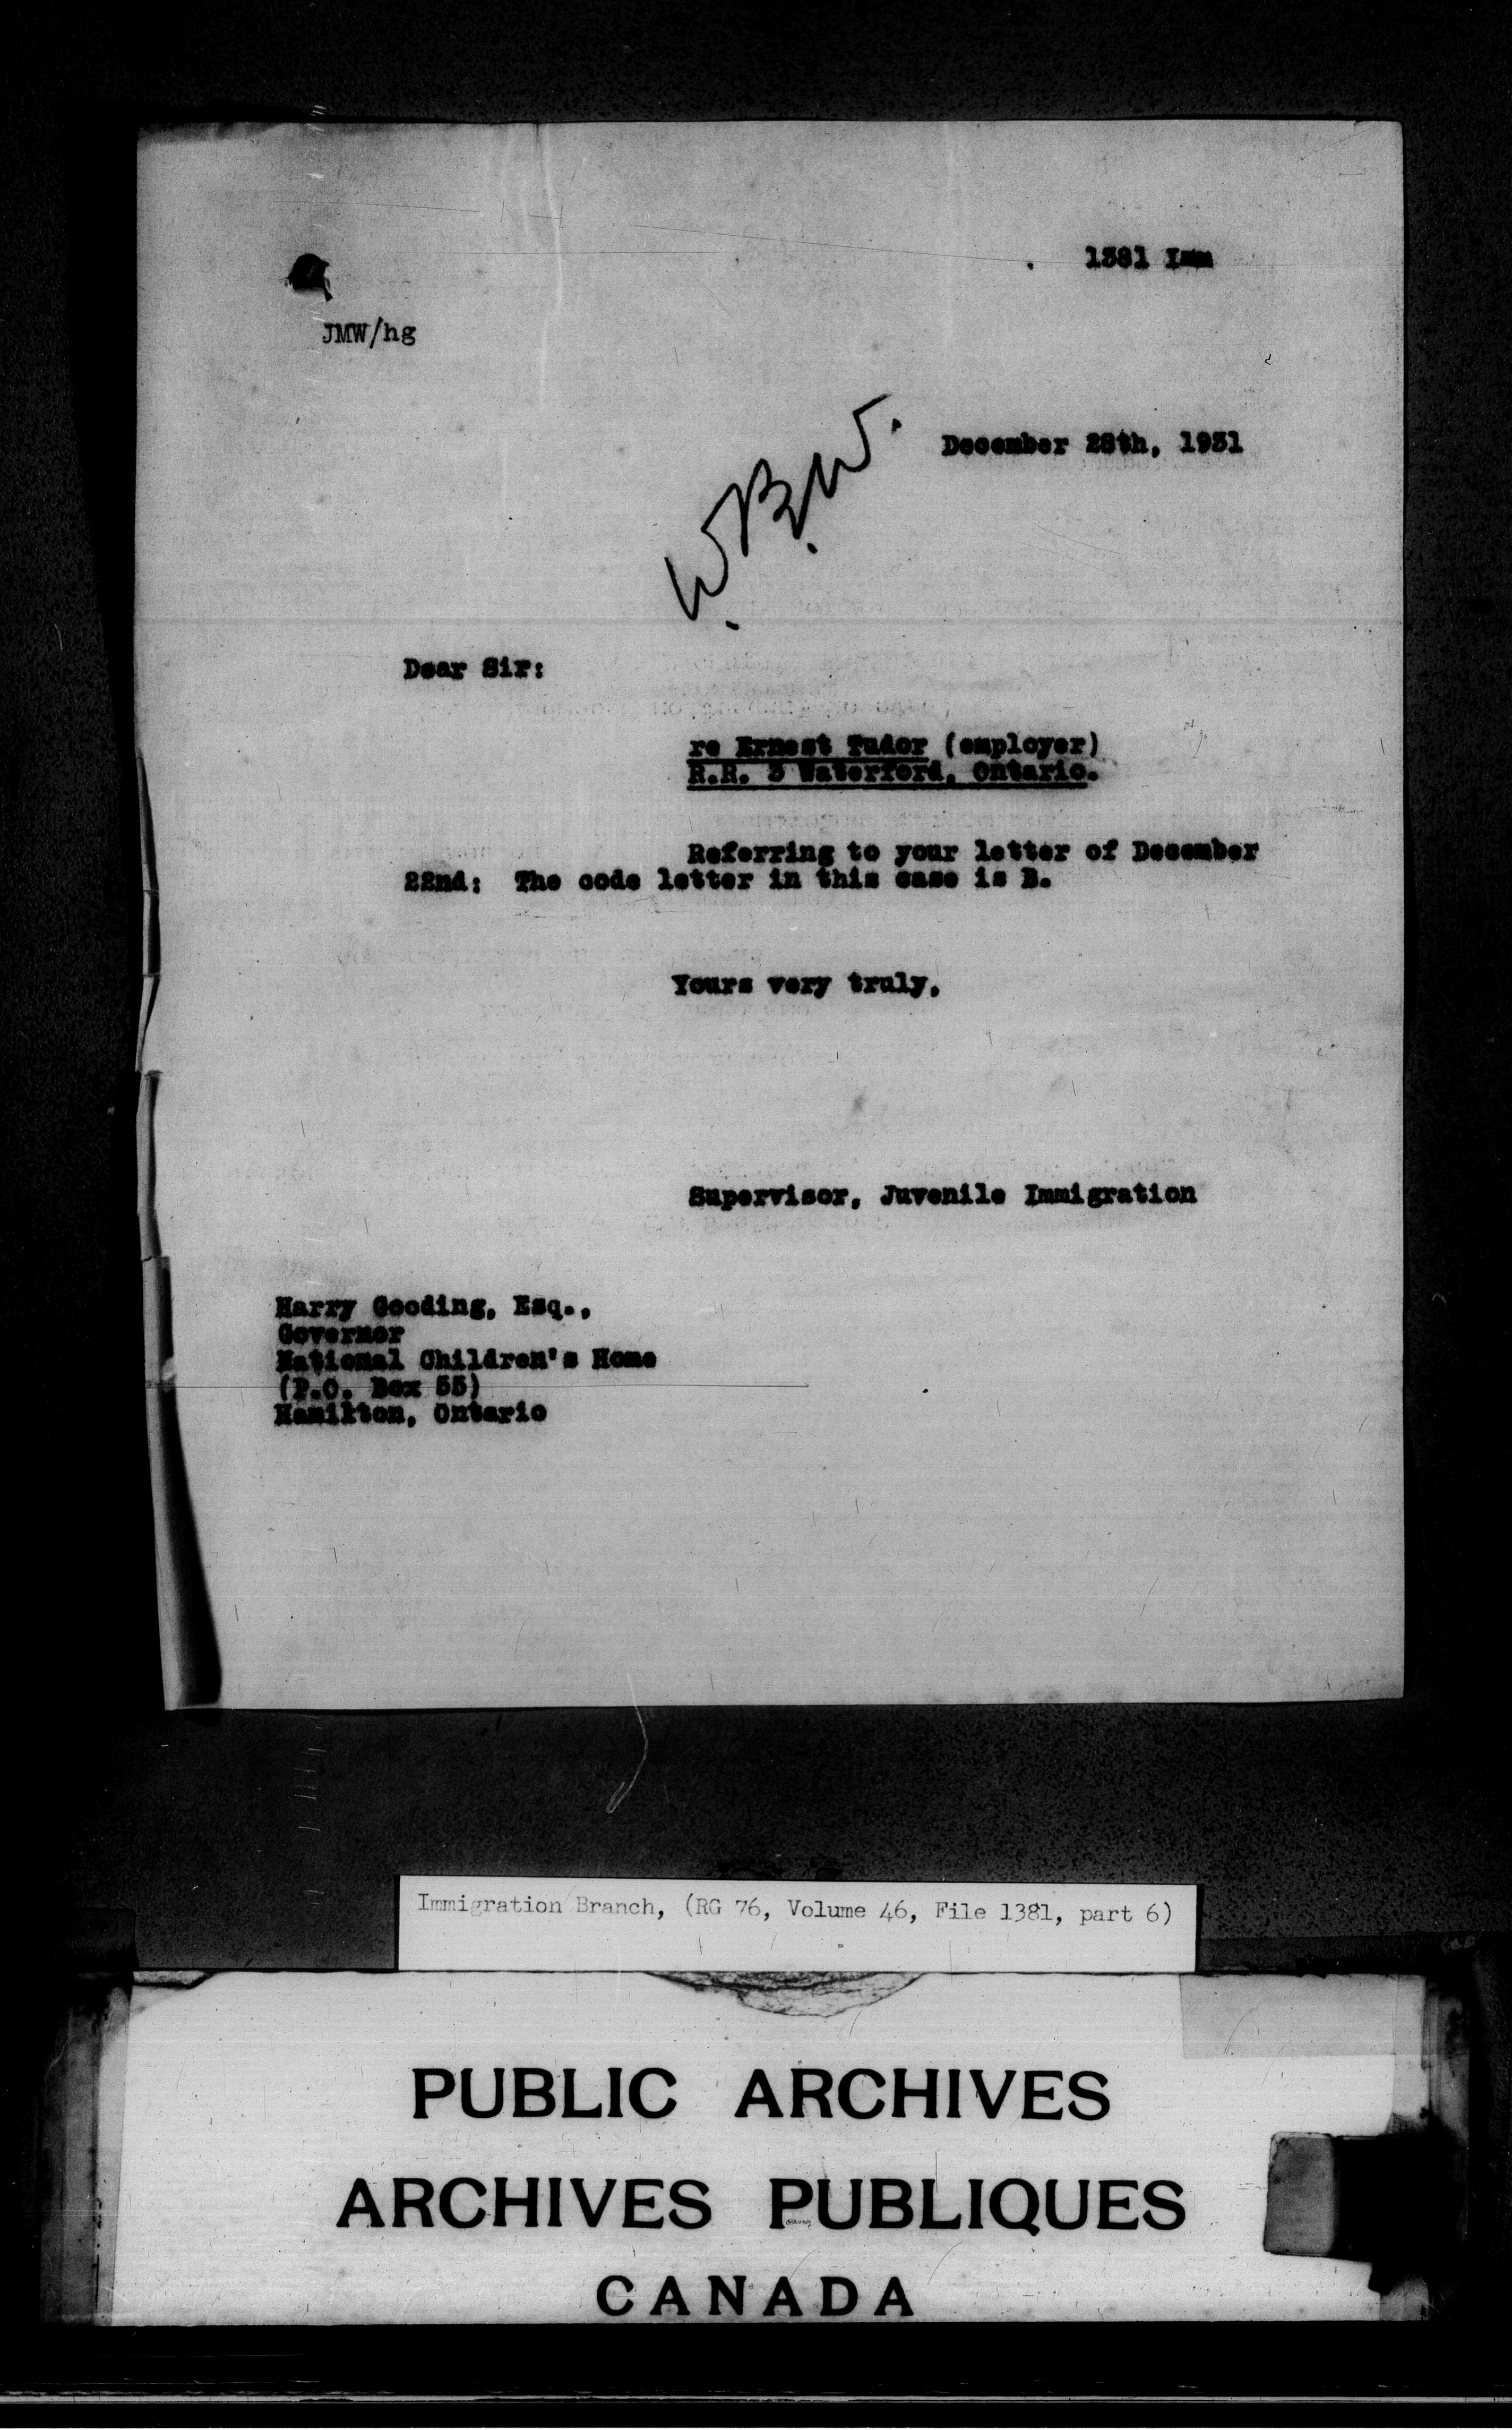 1381 Imm
JMW/hg
December 28th, 1931
W.B.W.
Dear Sir:
re Ernest Tudor (employer)
R.R. 3 Waterford, Ontario.
Referring to your letter of December
22nd: The code letter in this case is B.
Yours very truly,
Supervisor, Juvenile Immigration
Harry Gooding, Esq.,
Governor
National Children's Home
(P.O. Box 55)
Hamilton, Ontario
Immigration Branch, (RG 76, Volume 46, File 1381, part 6)
PUBLIC ARCHIVES
ARCHIVES PUBLIQUES
CANADA